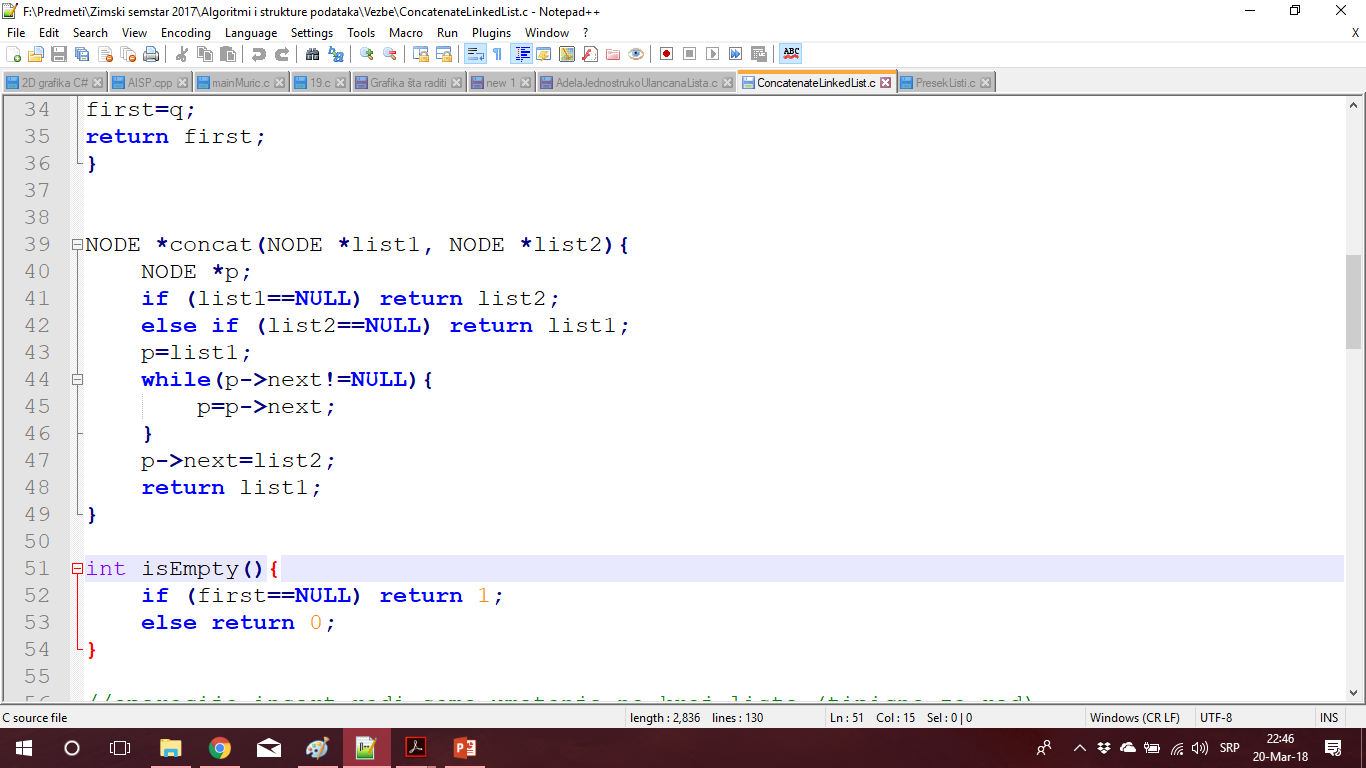 F:\Predmeti\Zimski semstar 2017\Algoritmi i strukture podataka\Vezbe\ConcatenateLinkedList.c - Notepad++
File Edit Search View Encoding Language Settings Tools Macro Run Plugins Window ? X
2D grafika C# AISP.cpp mainMuric.c 19.c Grafika šta raditi new 1 AdelaJednostrukoUlancanaLista.c ConcatenateLinkedList.c PresekListi.c
34 first=q;
35 return first;
36 }
37
38
39 NODE *concat(NODE *list1, NODE *list2){
40 NODE *p;
41 if (list1==NULL) return list2;
42 else if (list2==NULL) return list1;
43 p=list1;
44 while(p->next!=NULL){
45 p=p->next;
46 }
47 p->next=list2;
48 return list1;
49 }
50
51 int isEmpty(){
52 if (first==NULL) return 1;
53 else return 0;
54 }
55
C source file length : 2,836 lines : 130 Ln : 51 Col : 15 Sel : 0 | 0 Windows (CR LF) UTF-8 INS
SRP 22:46
20-Mar-18